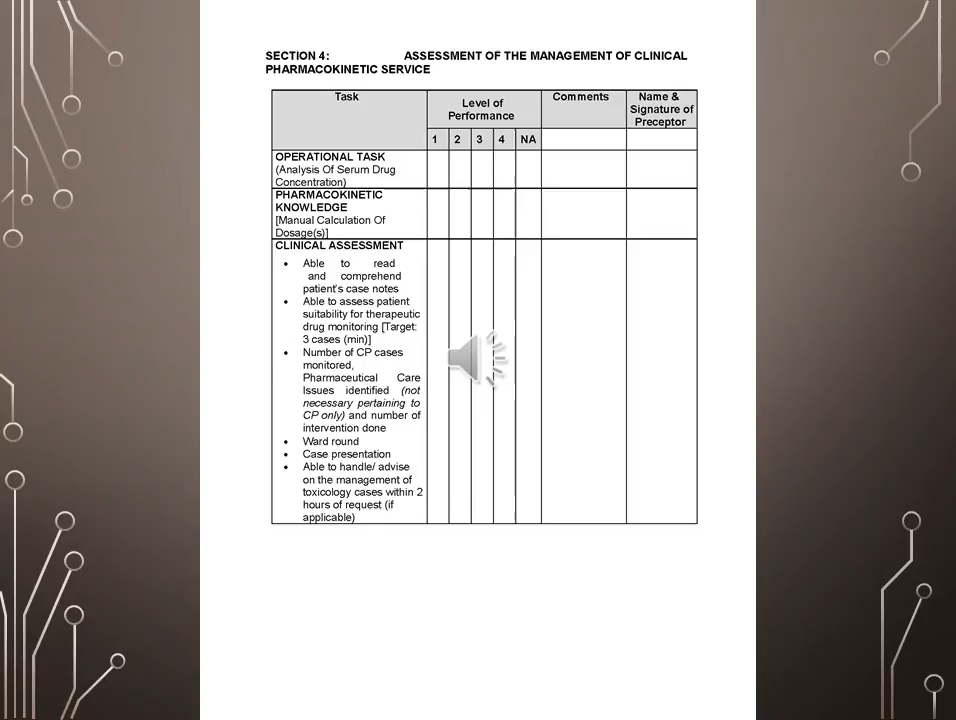 SECTION 4: ASSESSMENT OF THE MANAGEMENT OF CLINICAL
PHARMACOKINETIC SERVICE
Task
Level of
Performance
Comments
Name &
Signature of
Preceptor
1 2 3 4 NA
OPERATIONAL TASK
(Analysis Of Serum Drug
Concentration)
PHARMACOKINETIC
KNOWLEDGE
[Manual Calculation Of
Dosage(s)]
CLINICAL ASSESSMENT
• Able to read
and comprehend
patient's case notes
• Able to assess patient
suitability for therapeutic
drug monitoring [Target:
3 cases (min)]
• Number of CP cases
monitored,
Pharmaceutical Care
Issues identified (not
necessary pertaining to
CP only) and number of
intervention done
• Ward round
• Case presentation
• Able to handle/ advise
on the management of
toxicology cases within 2
hours of request (if
applicable)